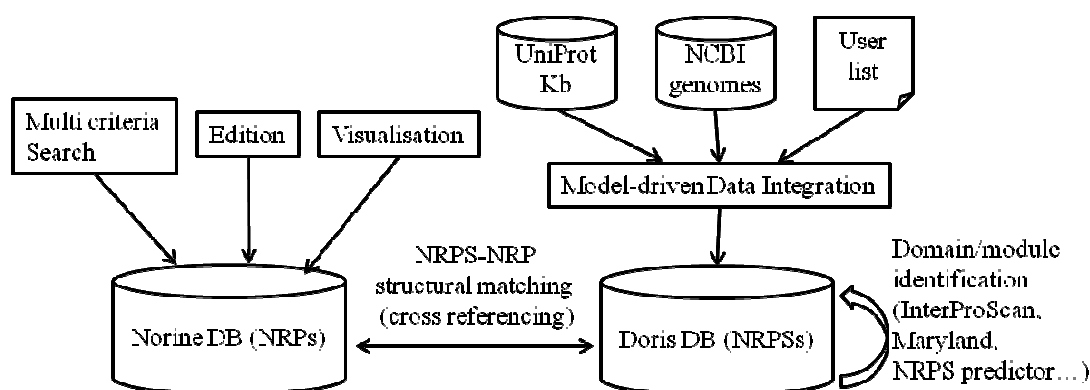 UniProt
Kb
NCBI
genomes
User
list
Multi criteria
Search
Edition
Visualisation
Model-driven Data Integration
NRPS-NRP
structural matching
(cross referencing)
Norine DB (NRPs)
Doris DB (NRPSs)
Domain/module
identification
(InterProScan,
Maryland,
NRPS predictor…)